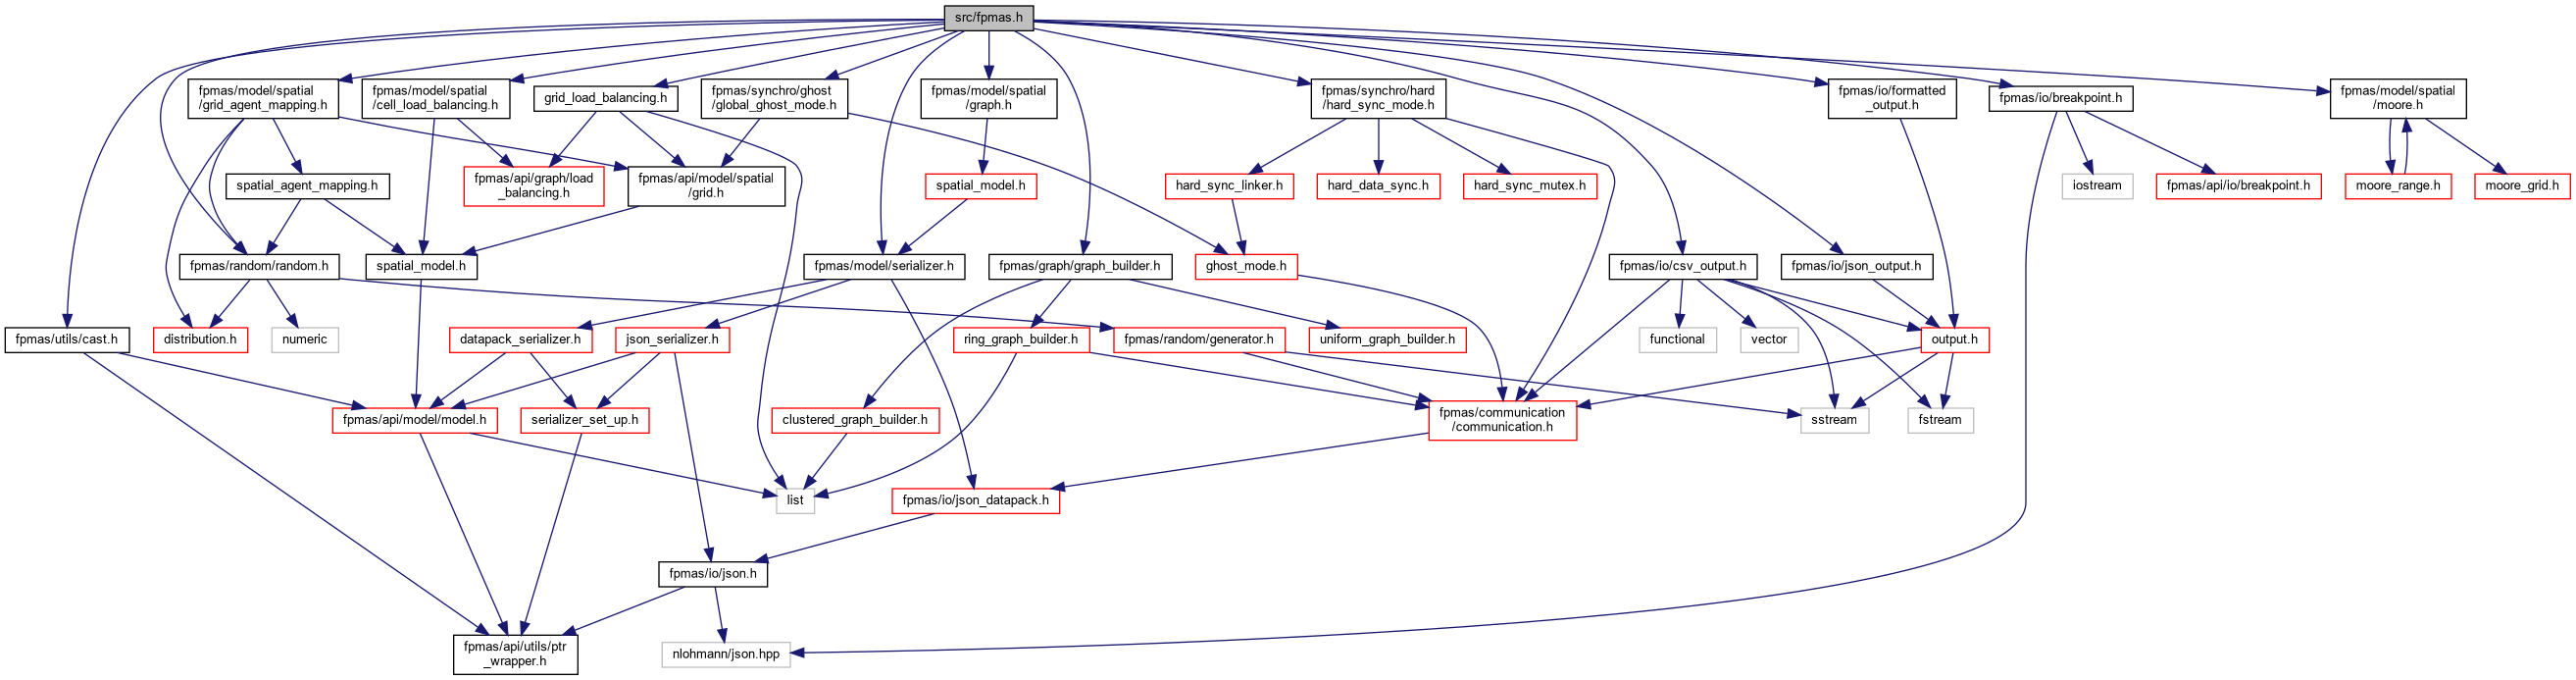 src/fpmas.h
fpmas/model/spatial
/grid_agent_mapping.h
fpmas/model/spatial
/cell_load_balancing.h
grid_load_balancing.h
fpmas/synchro/ghost
/global_ghost_mode.h
fpmas/model/spatial
/graph.h
fpmas/synchro/hard
/hard_sync_mode.h
fpmas/io/formatted
_output.h
fpmas/io/breakpoint.h
fpmas/model/spatial
/moore.h
spatial_agent_mapping.h
fpmas/api/graph/load
_balancing.h
fpmas/api/model/spatial
/grid.h
spatial_model.h
hard_sync_linker.h
hard_data_sync.h
hard_sync_mutex.h
iostream
fpmas/api/io/breakpoint.h
moore_range.h
moore_grid.h
fpmas/random/random.h
spatial_model.h
fpmas/model/serializer.h
fpmas/graph/graph_builder.h
ghost_mode.h
fpmas/io/csv_output.h
fpmas/io/json_output.h
fpmas/utils/cast.h
distribution.h
numeric
datapack_serializer.h
json_serializer.h
ring_graph_builder.h
fpmas/random/generator.h
uniform_graph_builder.h
functional
vector
output.h
fpmas/api/model/model.h
serializer_set_up.h
clustered_graph_builder.h
fpmas/communication
/communication.h
sstream
fstream
list
fpmas/io/json_datapack.h
fpmas/io/json.h
fpmas/api/utils/ptr
_wrapper.h
nlohmann/json.hpp